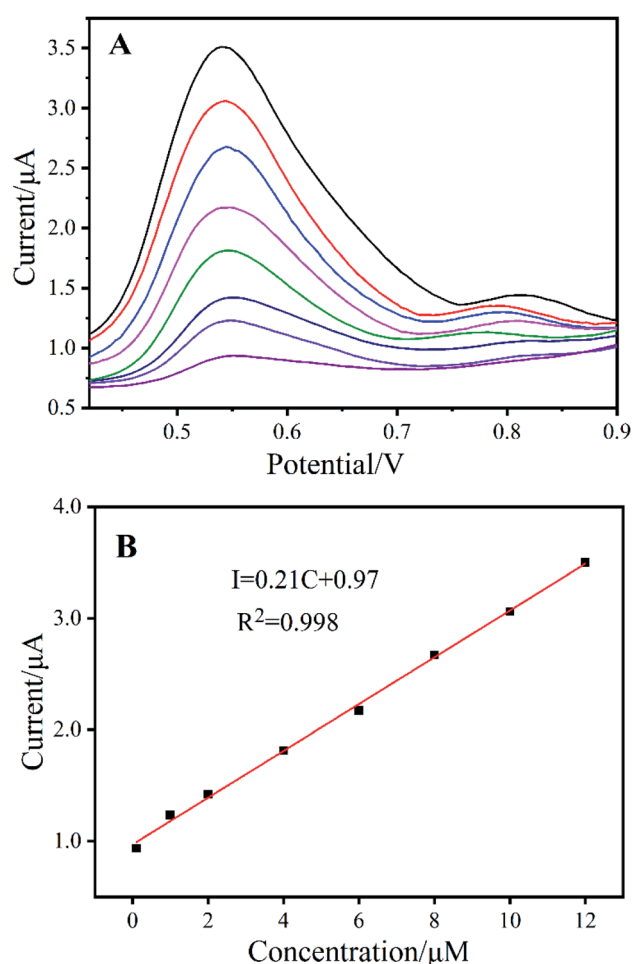 A
3.5
3.0
2.5
2.0
1.5
1.0
0.5
Current/μA
0.5 0.6 0.7 0.8 0.9
Potential/V
B
I=0.21C+0.97
R²=0.998
4.0
3.0
2.0
1.0
Current/μA
0 2 4 6 8 10 12
Concentration/μM